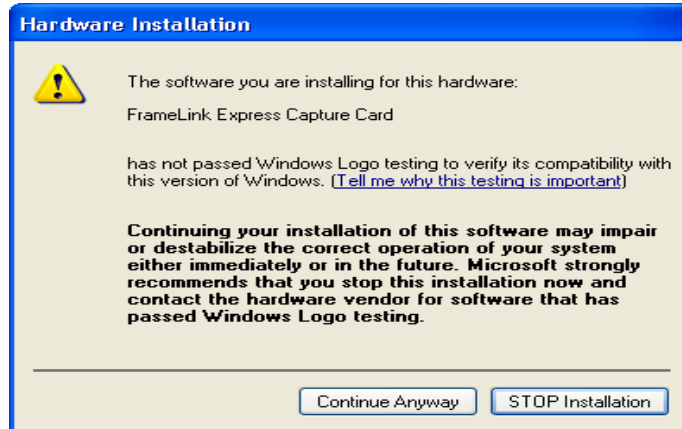 Hardware Installation
The software you are installing for this hardware:
FrameLink Express Capture Card
has not passed Windows Logo testing to verify its compatibility with
this version of Windows. (Tell me why this testing is important)
Continuing your installation of this software may impair
or destabilize the correct operation of your system
either immediately or in the future. Microsoft strongly
recommends that you stop this installation now and
contact the hardware vendor for software that has
passed Windows Logo testing.
Continue Anyway STOP Installation